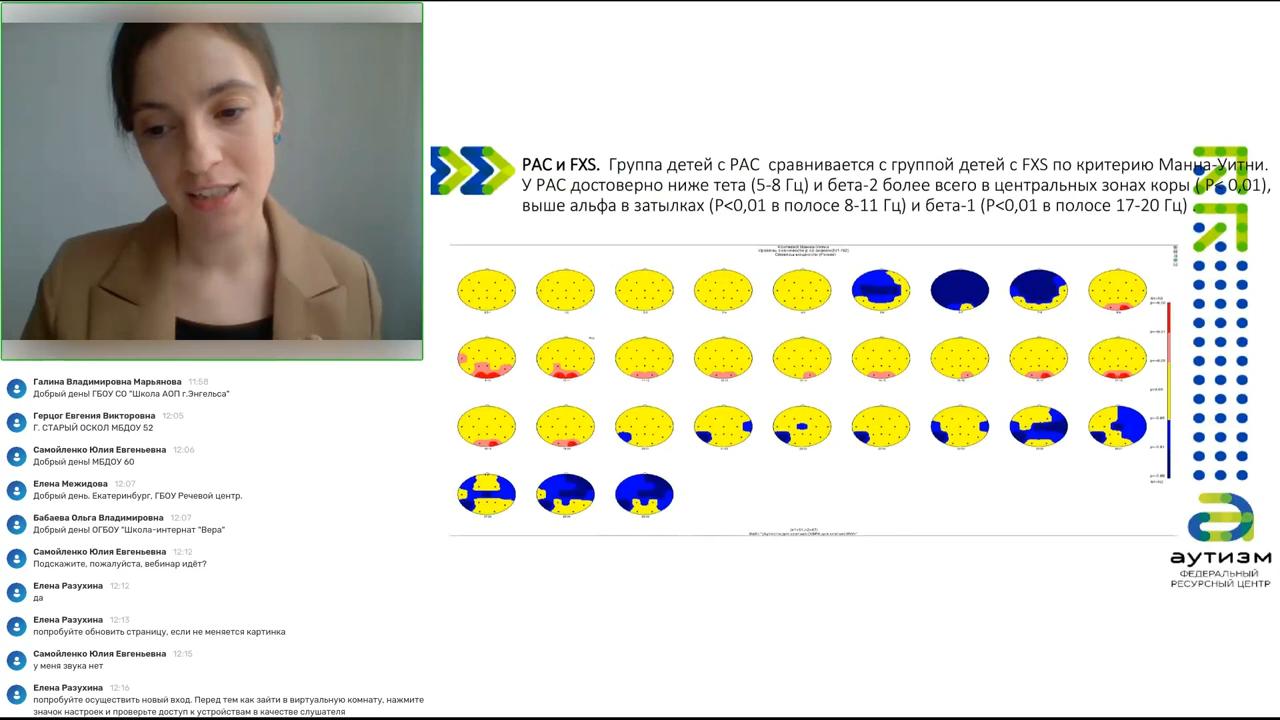 РАС и FXS. Группа детей с РАС сравнивается с группой детей с FXS по критерию Манна-Уитни.
У РАС достоверно ниже тета (5-8 Гц) и бета-2 более всего в центральных зонах коры ( P< 0,01),
выше альфа в затылках (P<0,01 в полосе 8-11 Гц) и бета-1 (P<0,01 в полосе 17-20 Гц) .
аутизм
ФЕДЕРАЛЬНЫЙ
РЕСУРСНЫЙ ЦЕНТР
Галина Владимировна Марьянова 11:58
Добрый день! ГБОУ СО "Школа АОП г.Энгельса"
Герцог Евгения Викторовна 12:05
Г. СТАРЫЙ ОСКОЛ МБДОУ 52
Самойленко Юлия Евгеньевна 12:06
Добрый день! МБДОУ 60
Елена Межидова 12:07
Добрый день. Екатеринбург, ГБОУ Речевой центр.
Бабаева Ольга Владимировна 12:07
Добрый день! ОГБОУ "Школа-интернат "Вера"
Самойленко Юлия Евгеньевна 12:12
Подскажите, пожалуйста, вебинар идёт?
Елена Разухина 12:12
да
Елена Разухина 12:13
попробуйте обновить страницу, если не меняется картинка
Самойленко Юлия Евгеньевна 12:15
у меня звука нет
Елена Разухина 12:16
попробуйте осуществить новый вход. Перед тем как зайти в виртуальную комнату, нажмите
значок настроек и проверьте доступ к устройствам в качестве слушателя